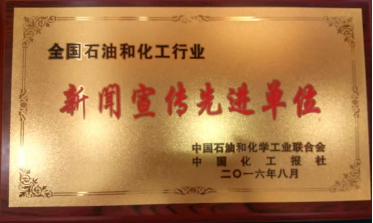 全国石油和化工行业
新闻宣传先进单位
中国石油和化学工业联合会
中国化工报社
二〇一六年八月